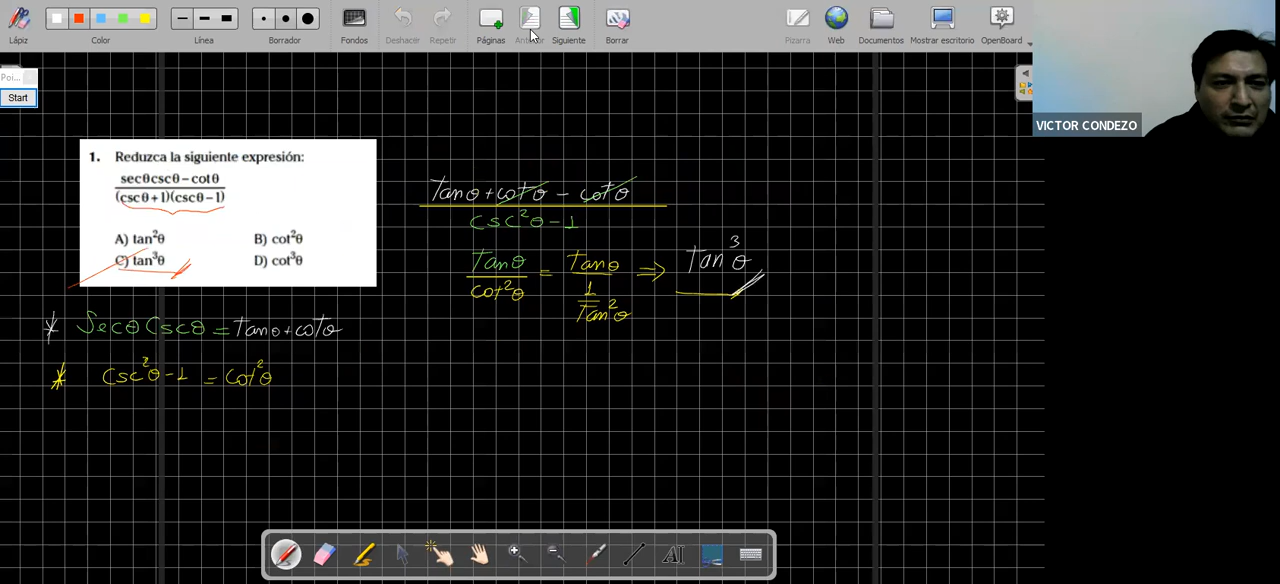 Lápiz Color Línea Borrador Fondos Deshacer Repetir Páginas Siguiente Borrar Pizarra Web Documentos Mostrar escritorio OpenBoard
Poi...
Start
VICTOR CONDEZO
1. Reduzca la siguiente expresión:
secθcscθ − cotθ
(cscθ + 1)(cscθ − 1)
A) tan²θ B) cot²θ
C) tan³θ D) cot³θ
Tanθ + cotθ − cotθ
csc²θ − 1
Tanθ = Tanθ ⇒ Tan³θ
cot²θ 1
Tan²θ
* Secθ Cscθ = Tanθ + cotθ
* Csc²θ − 1 = Cot²θ
AI